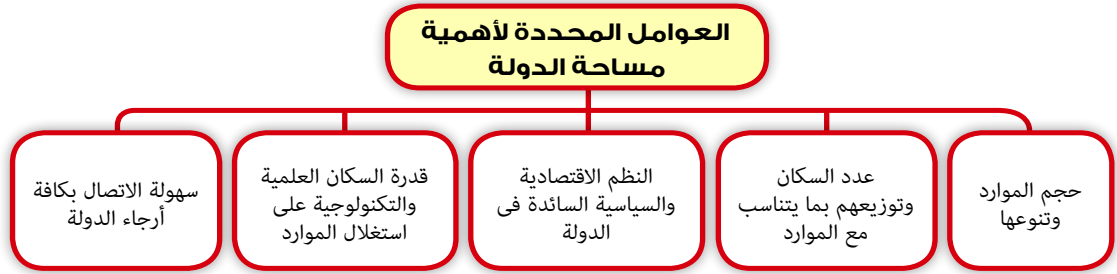 العوامل المحددة لأهمية
مساحة الدولة
حجم الموارد
وتنوعها
عدد السكان
وتوزيعهم بما يتناسب
مع الموارد
النظم الاقتصادية
والسياسية السائدة فى
الدولة
قدرة السكان العلمية
والتكنولوجية على
استغلال الموارد
سهولة الاتصال بكافة
أرجاء الدولة